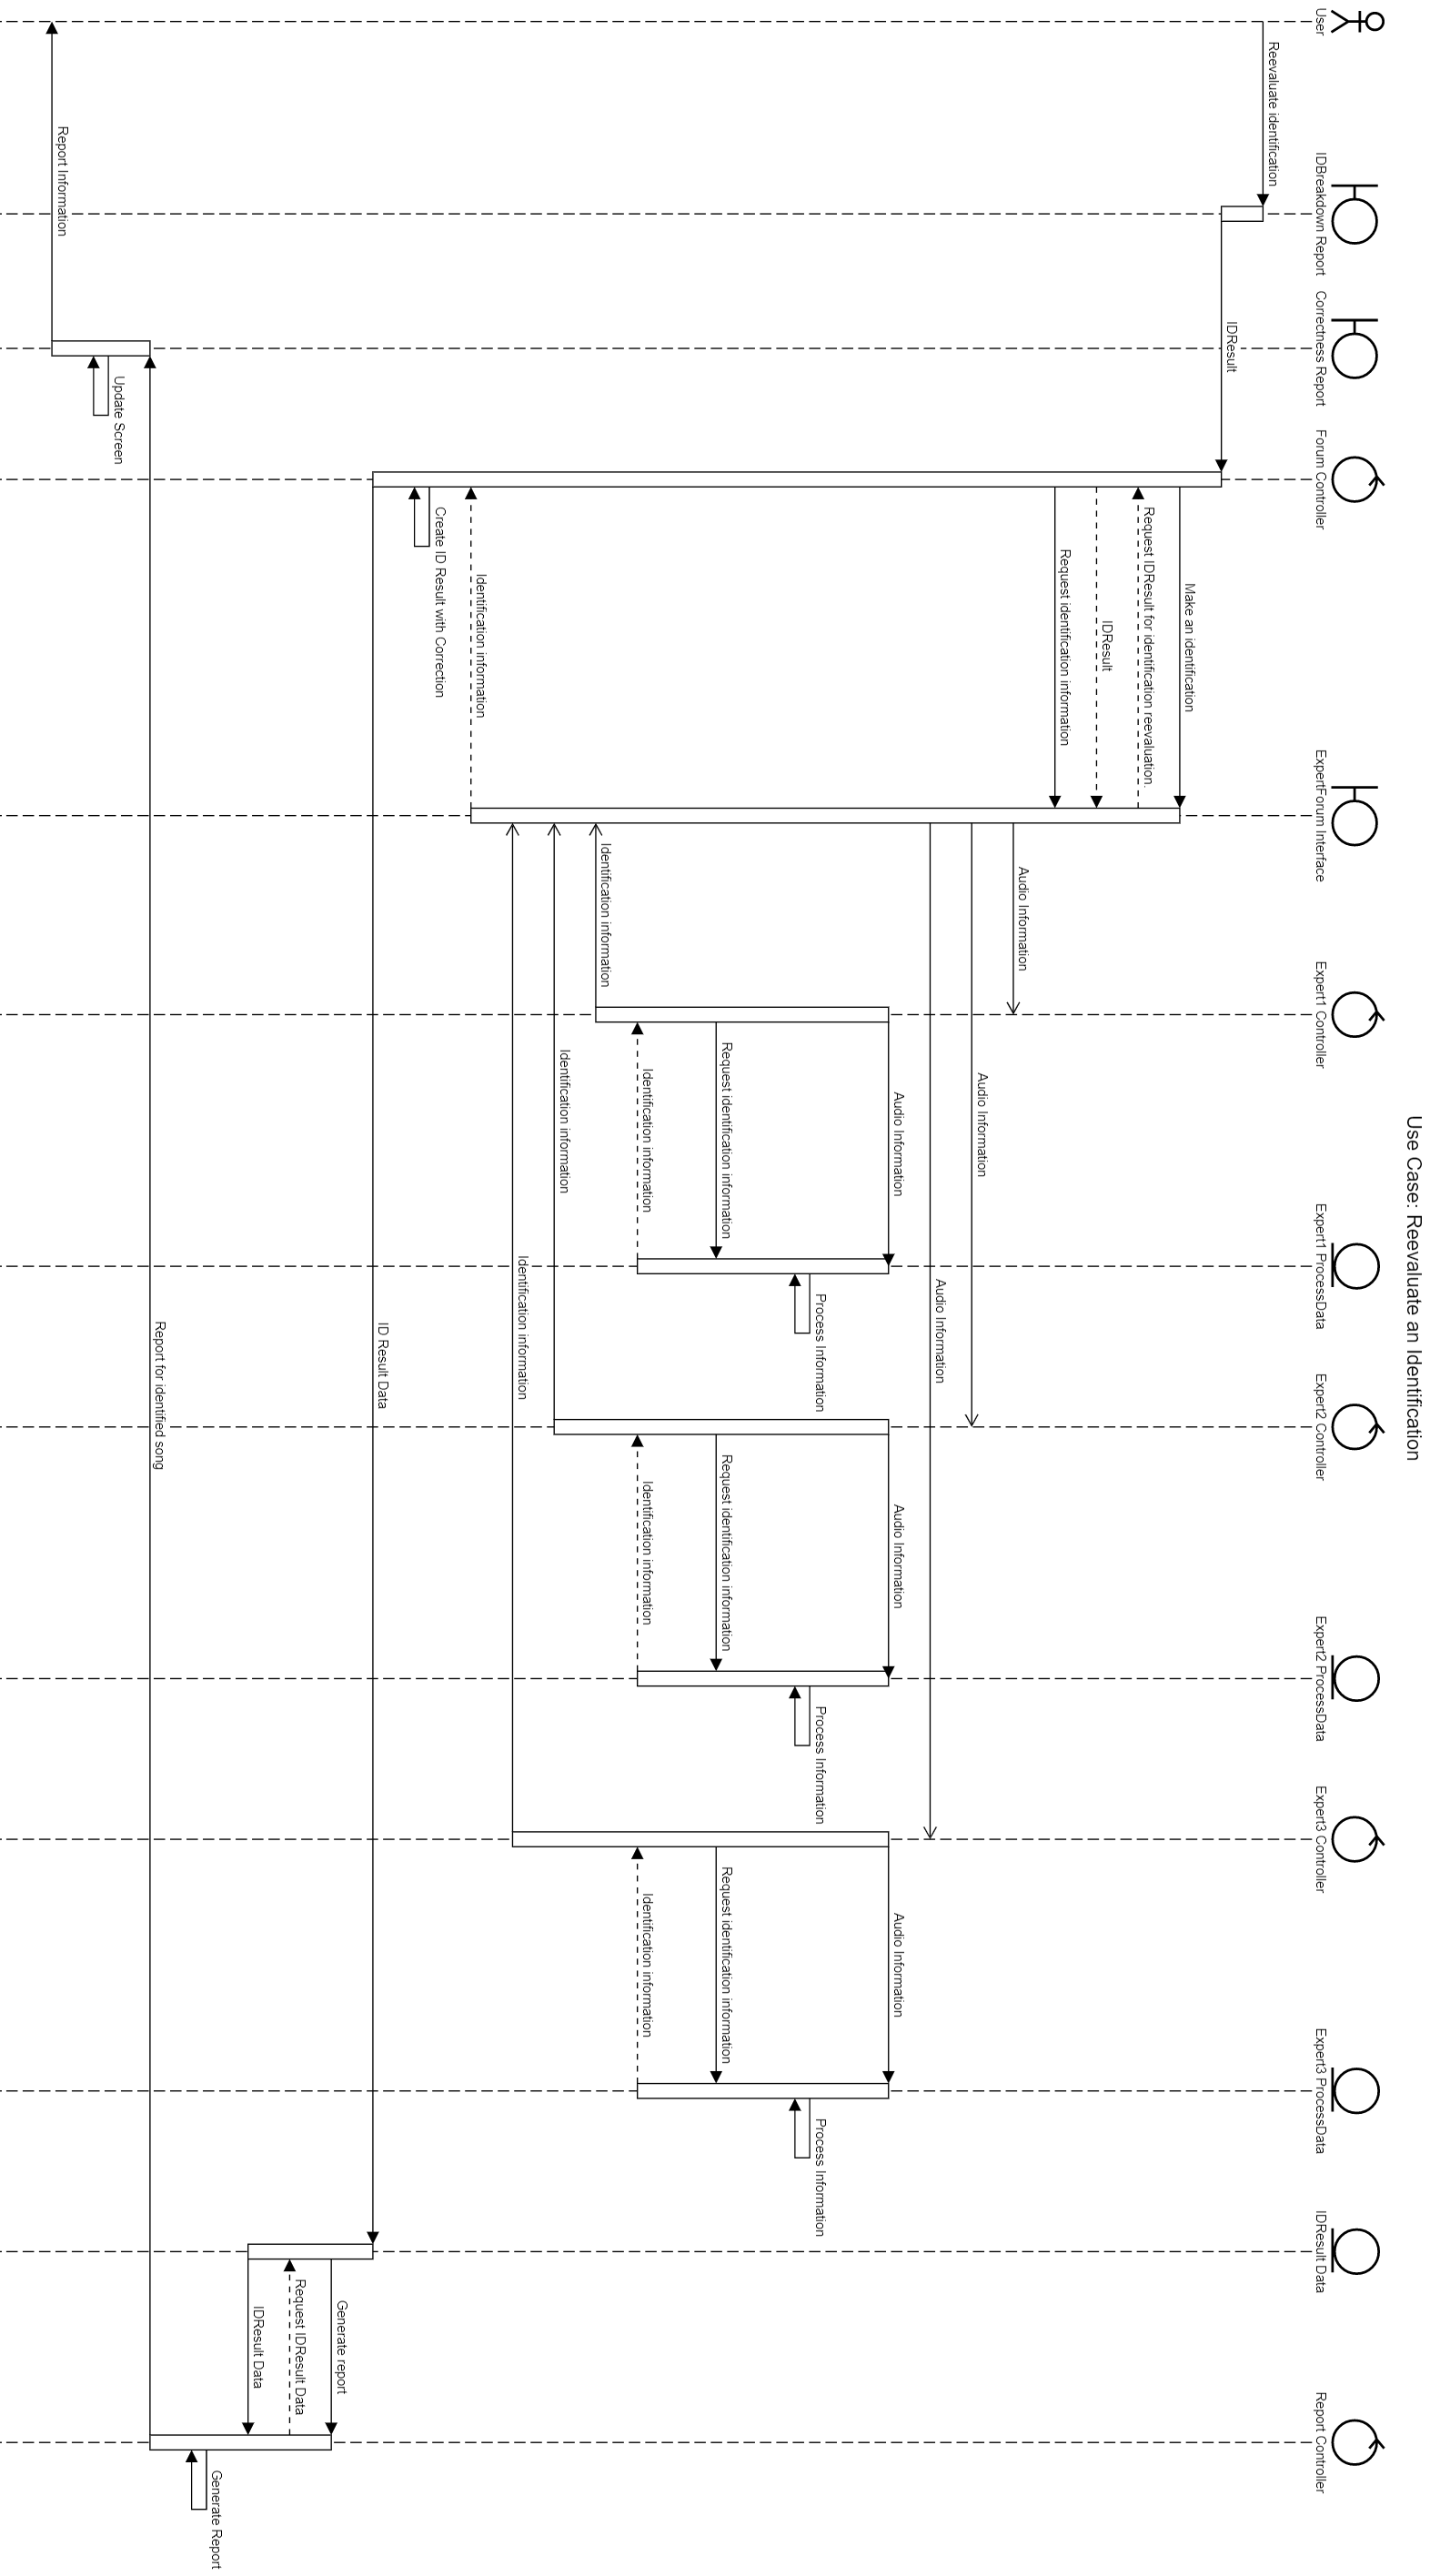 Use Case: Reevaluate an Identification
User
IDBreakdown Report
Correctness Report
Forum Controller
ExpertForum Interface
Expert1 Controller
Expert1 ProcessData
Expert2 Controller
Expert2 ProcessData
Expert3 Controller
Expert3 ProcessData
IDResult Data
Report Controller
Reevaluate identification
IDResult
Make an identification
Request IDResult for identification reevaluation.
IDResult
Request identification information
Audio Information
Audio Information
Audio Information
Audio Information
Audio Information
Audio Information
Process Information
Process Information
Process Information
Request identification information
Request identification information
Request identification information
Identification information
Identification information
Identification information
Identification information
Identification information
Identification information
Identification information
Create ID Result with Correction
ID Result Data
Generate report
Request IDResult Data
IDResult Data
Generate Report
Report for identified song
Update Screen
Report Information